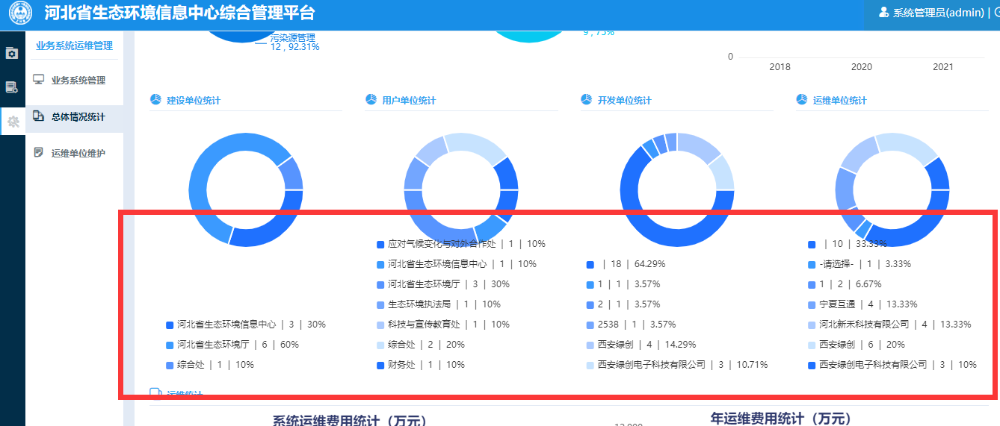 河北省生态环境信息中心综合管理平台
系统管理员(admin) |
业务系统运维管理
业务系统管理
总体情况统计
运维单位维护
污染源管理
12 , 92.31%
9 , 75%
0
2018
2020
2021
建设单位统计
用户单位统计
开发单位统计
运维单位统计
河北省生态环境信息中心 | 3 | 30%
河北省生态环境厅 | 6 | 60%
综合处 | 1 | 10%
应对气候变化与对外合作处 | 1 | 10%
河北省生态环境信息中心 | 1 | 10%
河北省生态环境厅 | 3 | 30%
生态环境执法局 | 1 | 10%
科技与宣传教育处 | 1 | 10%
综合处 | 2 | 20%
财务处 | 1 | 10%
| 18 | 64.29%
1 | 1 | 3.57%
2 | 1 | 3.57%
2538 | 1 | 3.57%
西安绿创 | 4 | 14.29%
西安绿创电子科技有限公司 | 3 | 10.71%
| 10 | 33.33%
-请选择- | 1 | 3.33%
1 | 2 | 6.67%
宁夏互通 | 4 | 13.33%
河北新禾科技有限公司 | 4 | 13.33%
西安绿创 | 6 | 20%
西安绿创电子科技有限公司 | 3 | 10%
运维统计
系统运维费用统计（万元）
年运维费用统计（万元）
12,000